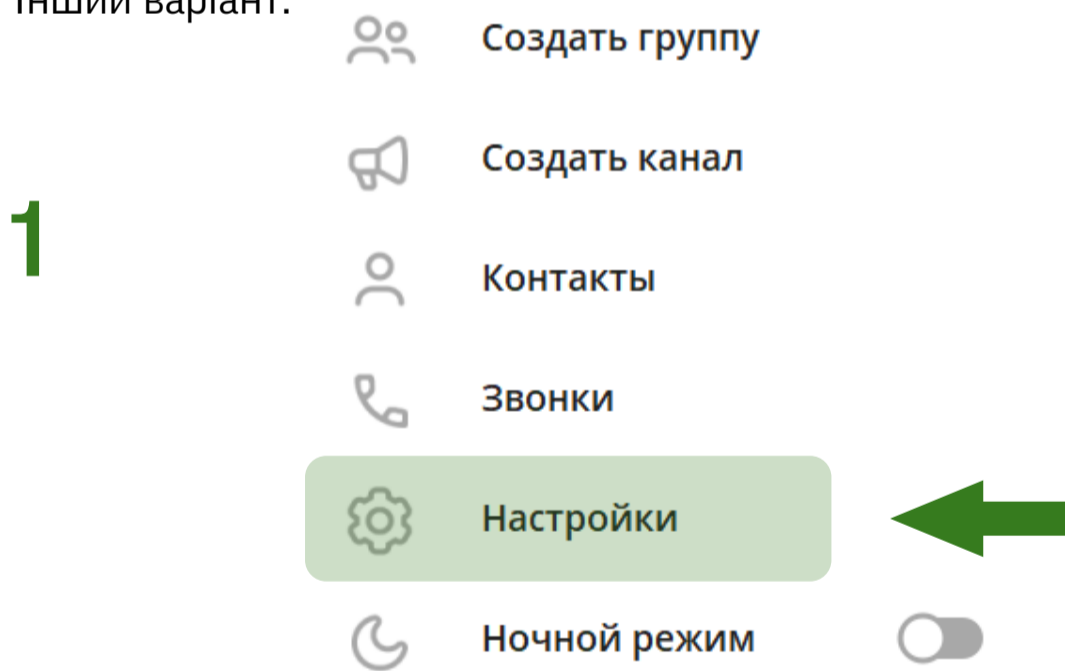 Інший варіант:
Создать группу
Создать канал
1
Контакты
Звонки
Настройки
Ночной режим